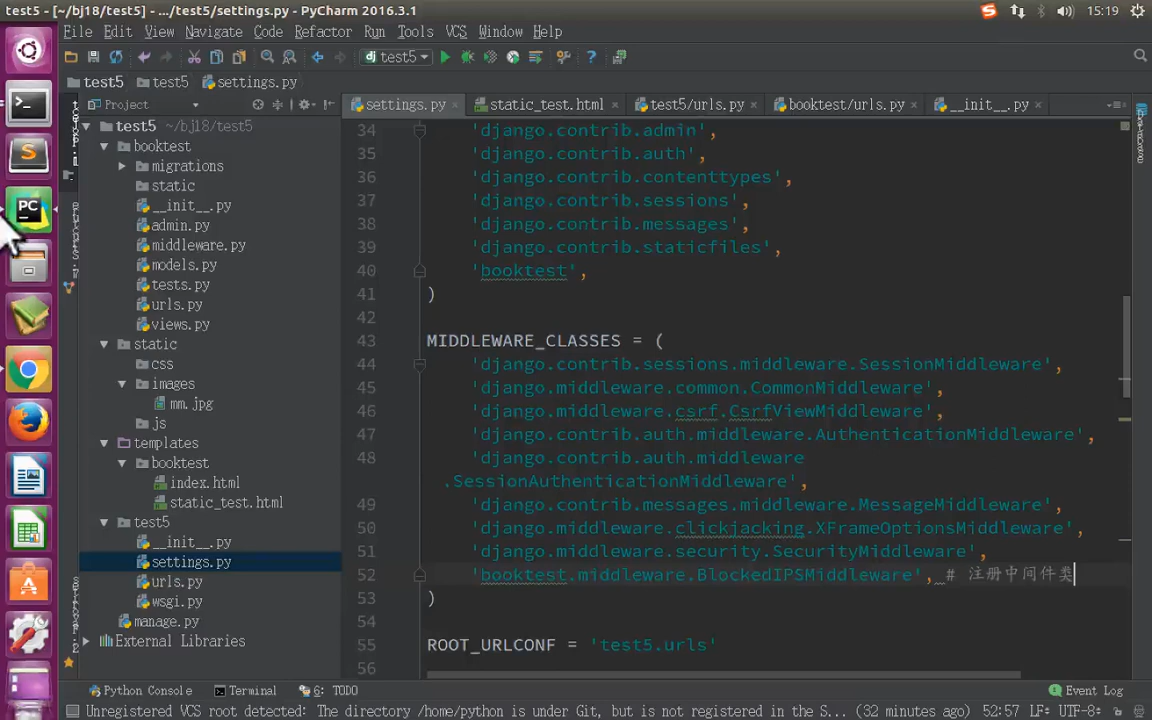 test5 - [~/bj18/test5] - .../test5/settings.py - PyCharm 2016.3.1
15:19
File Edit View Navigate Code Refactor Run Tools VCS Window Help
dj test5
test5 test5 settings.py
Project
settings.py static_test.html test5/urls.py booktest/urls.py __init__.py
test5 ~/bj18/test5
booktest
migrations
static
__init__.py
admin.py
middleware.py
models.py
tests.py
urls.py
views.py
static
css
images
mm.jpg
js
templates
booktest
index.html
static_test.html
test5
__init__.py
settings.py
urls.py
wsgi.py
manage.py
External Libraries
34 'django.contrib.admin',
35 'django.contrib.auth',
36 'django.contrib.contenttypes',
37 'django.contrib.sessions',
38 'django.contrib.messages',
39 'django.contrib.staticfiles',
40 'booktest',
41 )
42
43 MIDDLEWARE_CLASSES = (
44 'django.contrib.sessions.middleware.SessionMiddleware',
45 'django.middleware.common.CommonMiddleware',
46 'django.middleware.csrf.CsrfViewMiddleware',
47 'django.contrib.auth.middleware.AuthenticationMiddleware',
48 'django.contrib.auth.middleware
.SessionAuthenticationMiddleware',
49 'django.contrib.messages.middleware.MessageMiddleware',
50 'django.middleware.clickjacking.XFrameOptionsMiddleware',
51 'django.middleware.security.SecurityMiddleware',
52 'booktest.middleware.BlockedIPSMiddleware', # 注册中间件类
53 )
54
55 ROOT_URLCONF = 'test5.urls'
56
Python Console Terminal 6: TODO Event Log
Unregistered VCS root detected: The directory /home/python is under Git, but is not registered in the S... (32 minutes ago) 52:57 LF÷ UTF-8÷